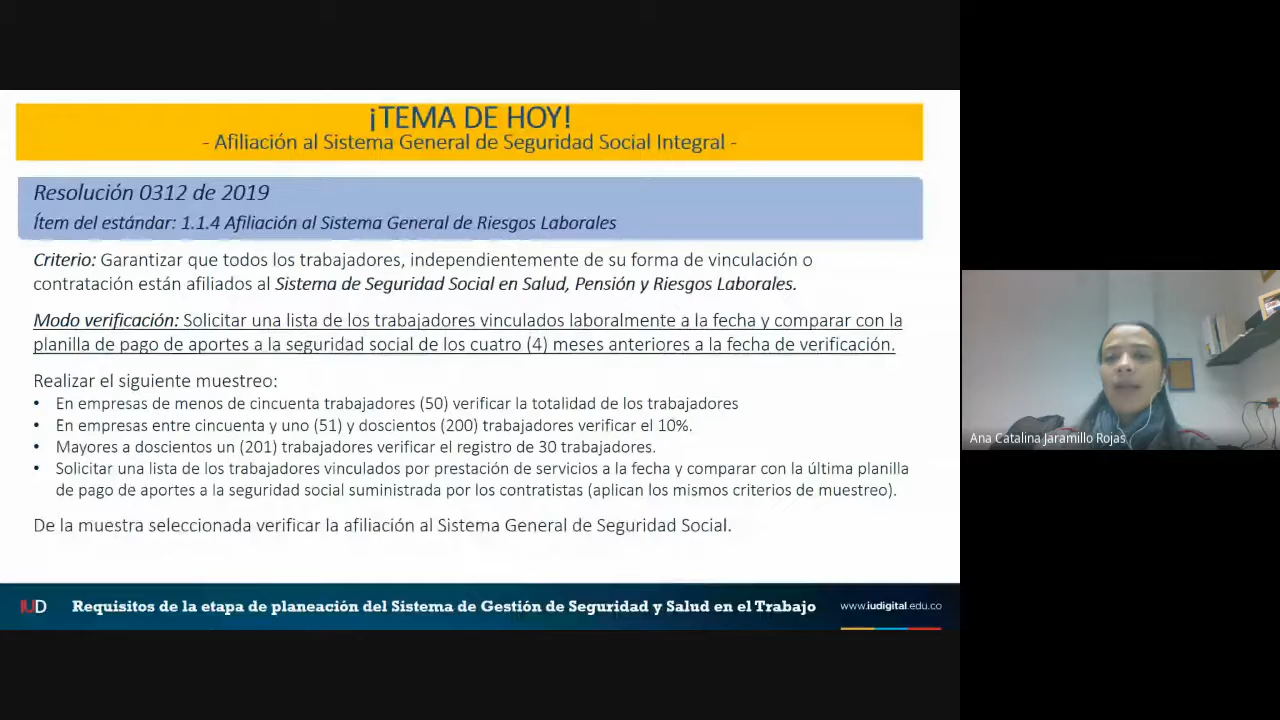 ¡TEMA DE HOY!
- Afiliación al Sistema General de Seguridad Social Integral -
Resolución 0312 de 2019
Ítem del estándar: 1.1.4 Afiliación al Sistema General de Riesgos Laborales
Criterio: Garantizar que todos los trabajadores, independientemente de su forma de vinculación o
contratación están afiliados al Sistema de Seguridad Social en Salud, Pensión y Riesgos Laborales.
Modo verificación: Solicitar una lista de los trabajadores vinculados laboralmente a la fecha y comparar con la
planilla de pago de aportes a la seguridad social de los cuatro (4) meses anteriores a la fecha de verificación.
Realizar el siguiente muestreo:
• En empresas de menos de cincuenta trabajadores (50) verificar la totalidad de los trabajadores
• En empresas entre cincuenta y uno (51) y doscientos (200) trabajadores verificar el 10%.
• Mayores a doscientos un (201) trabajadores verificar el registro de 30 trabajadores.
• Solicitar una lista de los trabajadores vinculados por prestación de servicios a la fecha y comparar con la última planilla
de pago de aportes a la seguridad social suministrada por los contratistas (aplican los mismos criterios de muestreo).
De la muestra seleccionada verificar la afiliación al Sistema General de Seguridad Social.
IUD Requisitos de la etapa de planeación del Sistema de Gestión de Seguridad y Salud en el Trabajo www.iudigital.edu.co
Ana Catalina Jaramillo Rojas